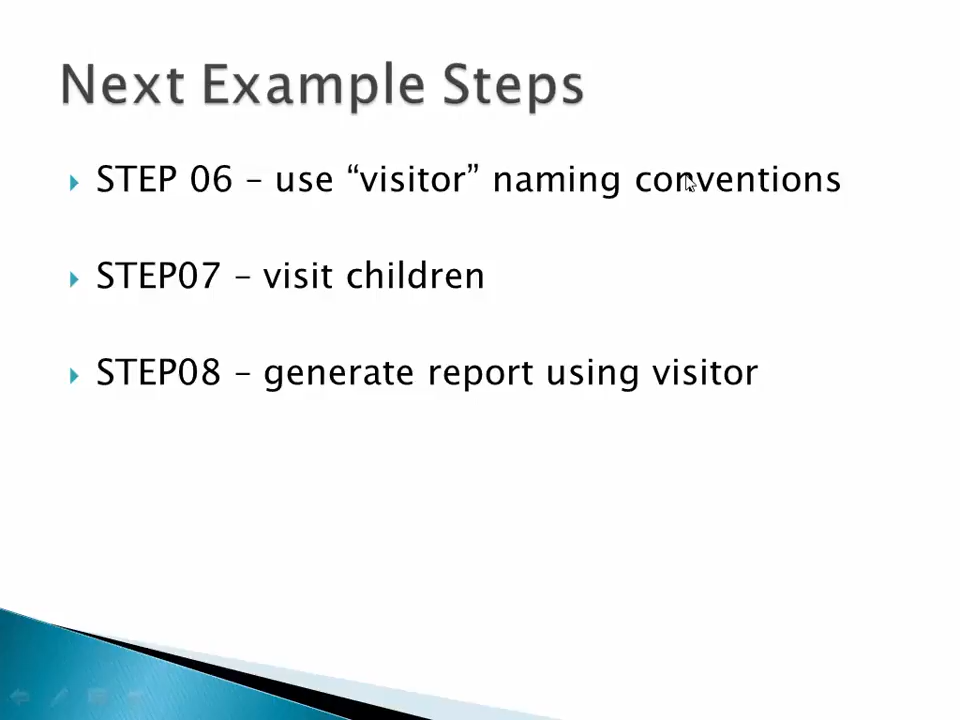 Next Example Steps
STEP 06 – use “visitor” naming conventions
STEP07 – visit children
STEP08 – generate report using visitor